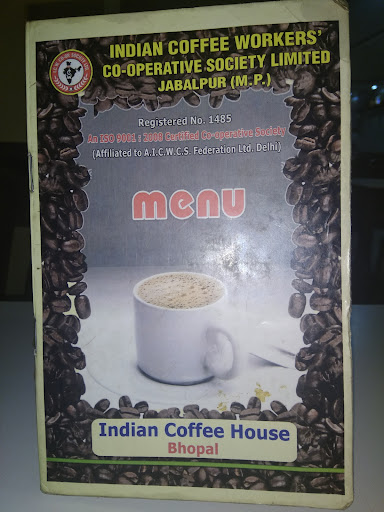 INDIAN COFFEE WORKERS'
CO-OPERATIVE SOCIETY LIMITED
JABALPUR (M.P.)
Registered No. 1485
An ISO 9001 : 2008 Certified Co-operative Society
(Affiliated to A.I.C.W.C.S. Federation Ltd. Delhi)
menu
Indian Coffee House
Bhopal